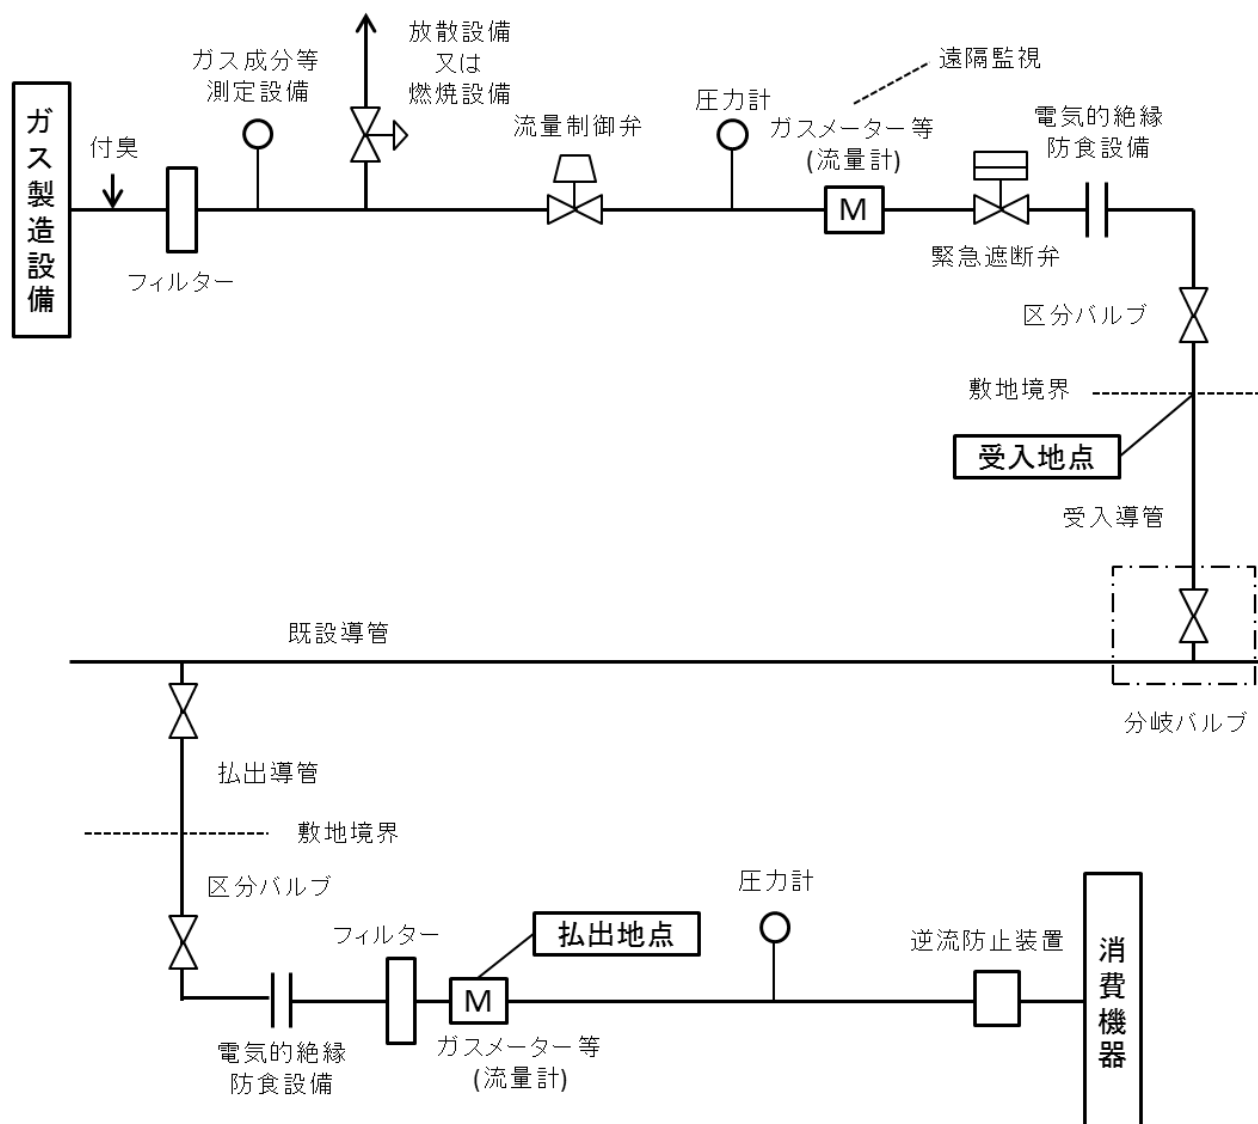 放散設備
又は
燃焼設備
ガス成分等
測定設備
遠隔監視
ガス製造設備
付臭
流量制御弁
圧力計
ガスメーター等
(流量計)
電気的絶縁
防食設備
M
フィルター
緊急遮断弁
区分バルブ
敷地境界
受入地点
受入導管
既設導管
分岐バルブ
払出導管
敷地境界
区分バルブ
フィルター
払出地点
圧力計
逆流防止装置
消費機器
M
電気的絶縁
防食設備
ガスメーター等
(流量計)